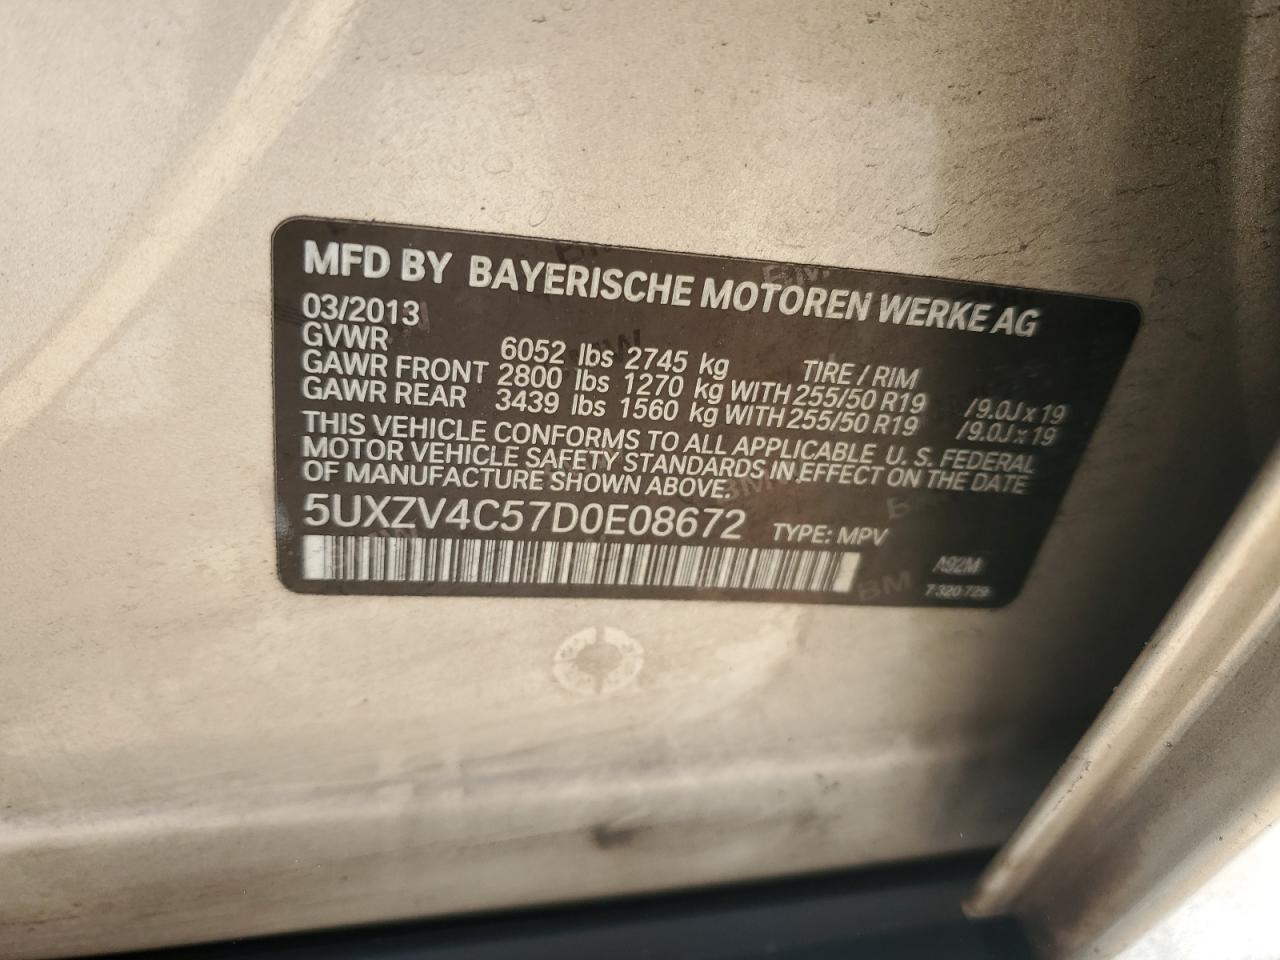 MFD BY BAYERISCHE MOTOREN WERKE AG
03/2013
GVWR 6052 lbs 2745 kg TIRE / RIM
GAWR FRONT 2800 lbs 1270 kg WITH 255/50 R19 /9.0J x 19
GAWR REAR 3439 lbs 1560 kg WITH 255/50 R19 /9.0J x 19
THIS VEHICLE CONFORMS TO ALL APPLICABLE U. S. FEDERAL
MOTOR VEHICLE SAFETY STANDARDS IN EFFECT ON THE DATE
OF MANUFACTURE SHOWN ABOVE.
5UXZV4C57D0E08672 TYPE: MPV
A92M
7 320 729